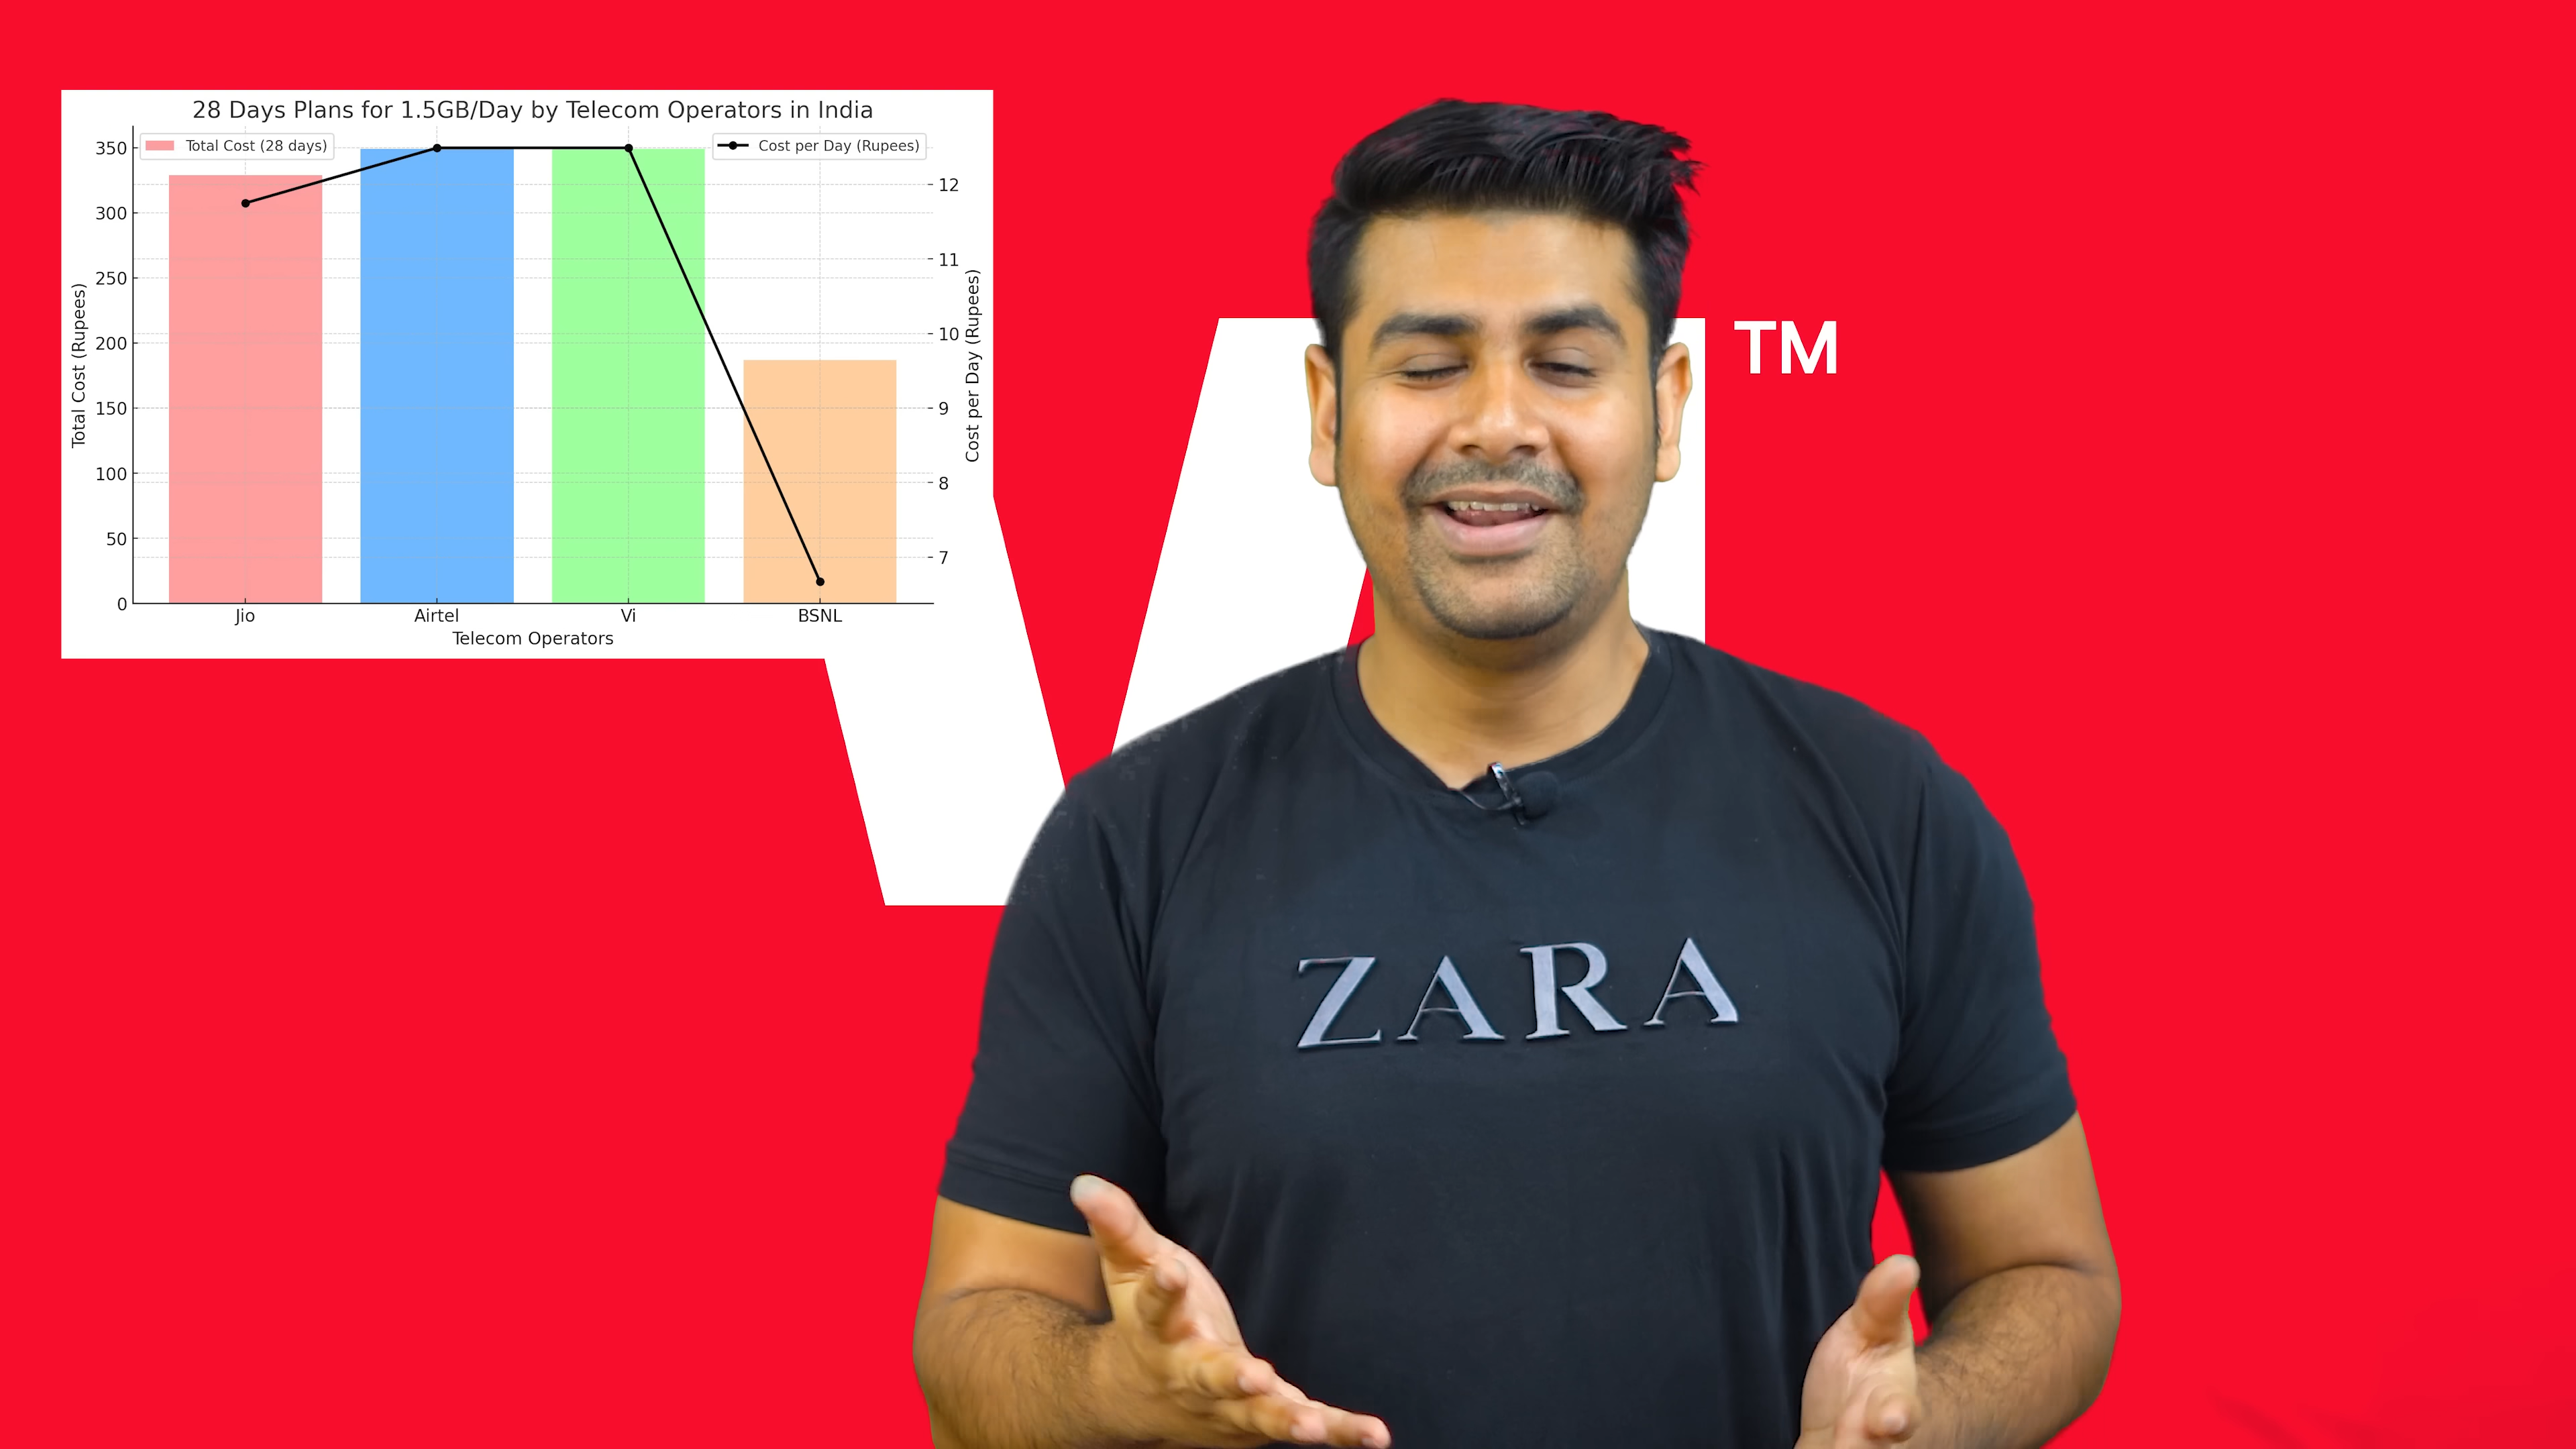 28 Days Plans for 1.5GB/Day by Telecom Operators in India
Total Cost (28 days)
Cost per Day (Rupees)
350
300
250
200
150
100
50
0
Total Cost (Rupees)
12
11
10
9
8
7
Cost per Day (Rupees)
Jio Airtel Vi BSNL
Telecom Operators
TM
ZARA